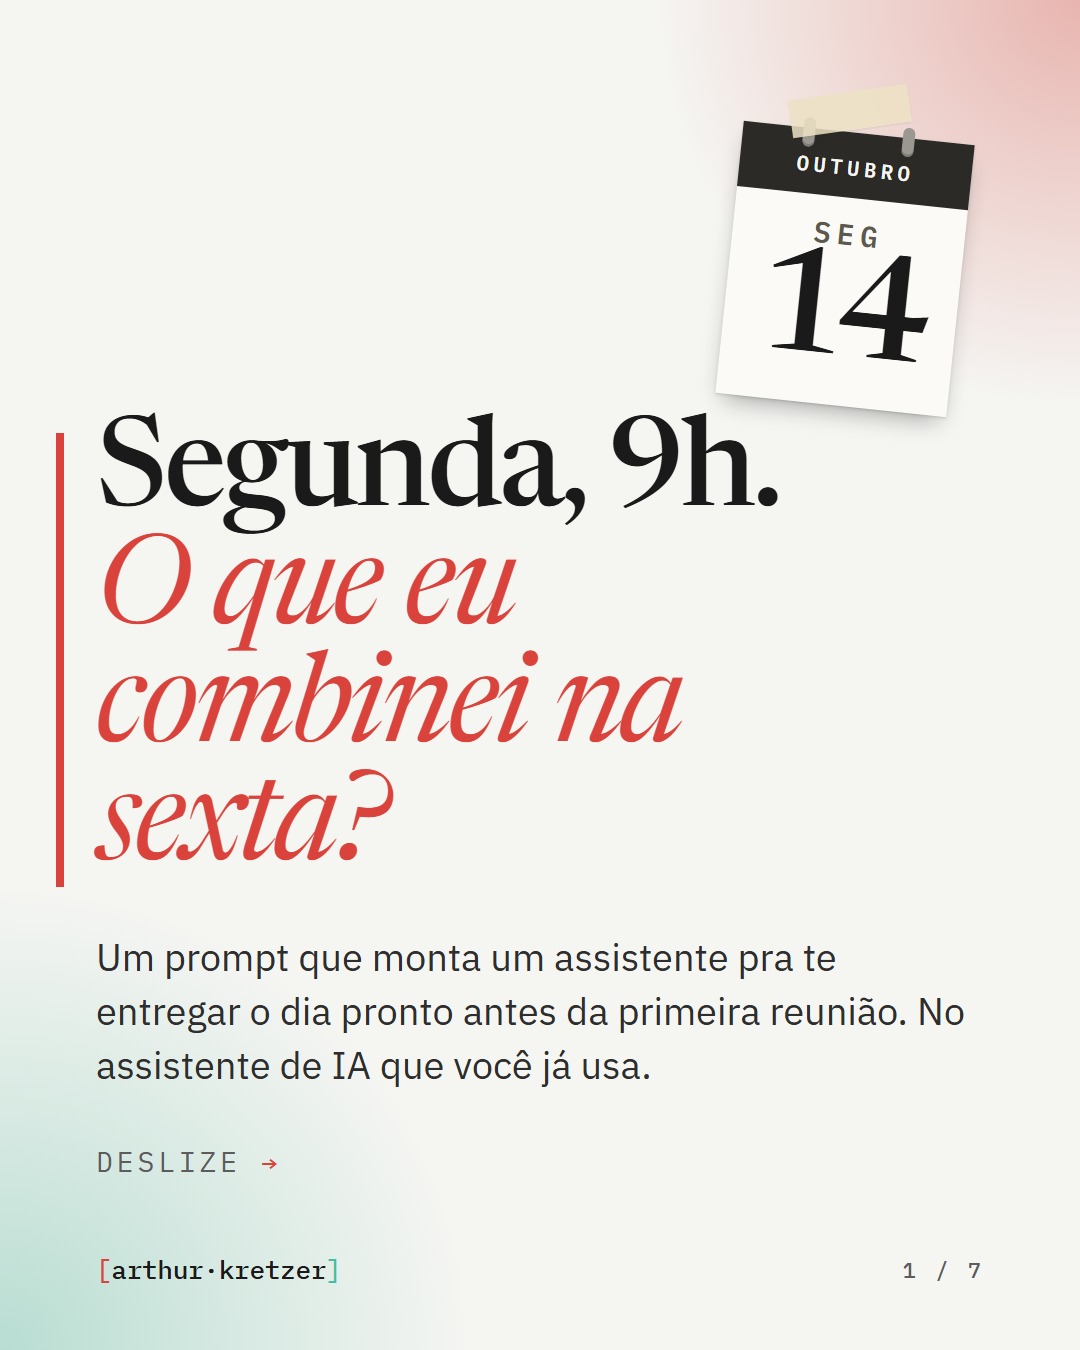 OUTUBRO
SEG
14
Segunda, 9h.
O que eu
combinei na
sexta?
Um prompt que monta um assistente pra te
entregar o dia pronto antes da primeira reunião. No
assistente de IA que você já usa.
DESLIZE →
[arthur·kretzer]
1 / 7